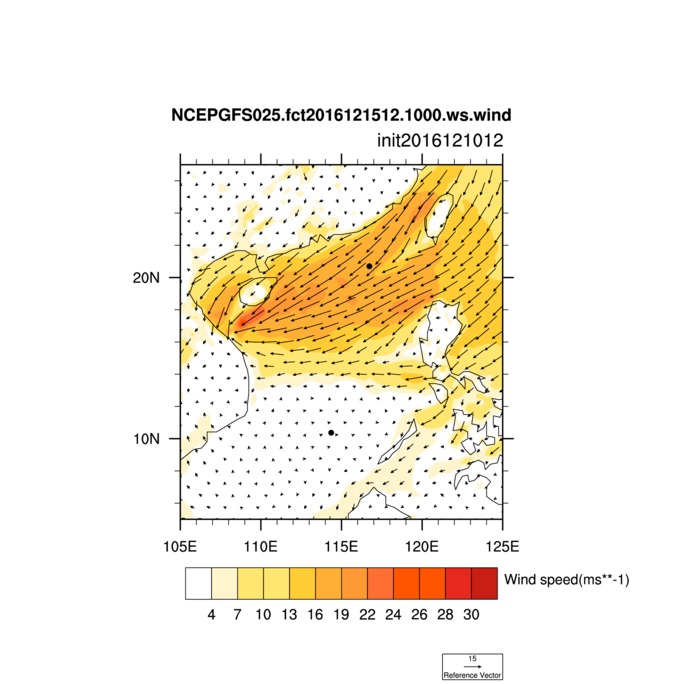 NCEPGFS025.fct2016121512.1000.ws.wind
init2016121012
20N
10N
105E 110E 115E 120E 125E
Wind speed(ms**-1)
4 7 10 13 16 19 22 24 26 28 30
15
Reference Vector